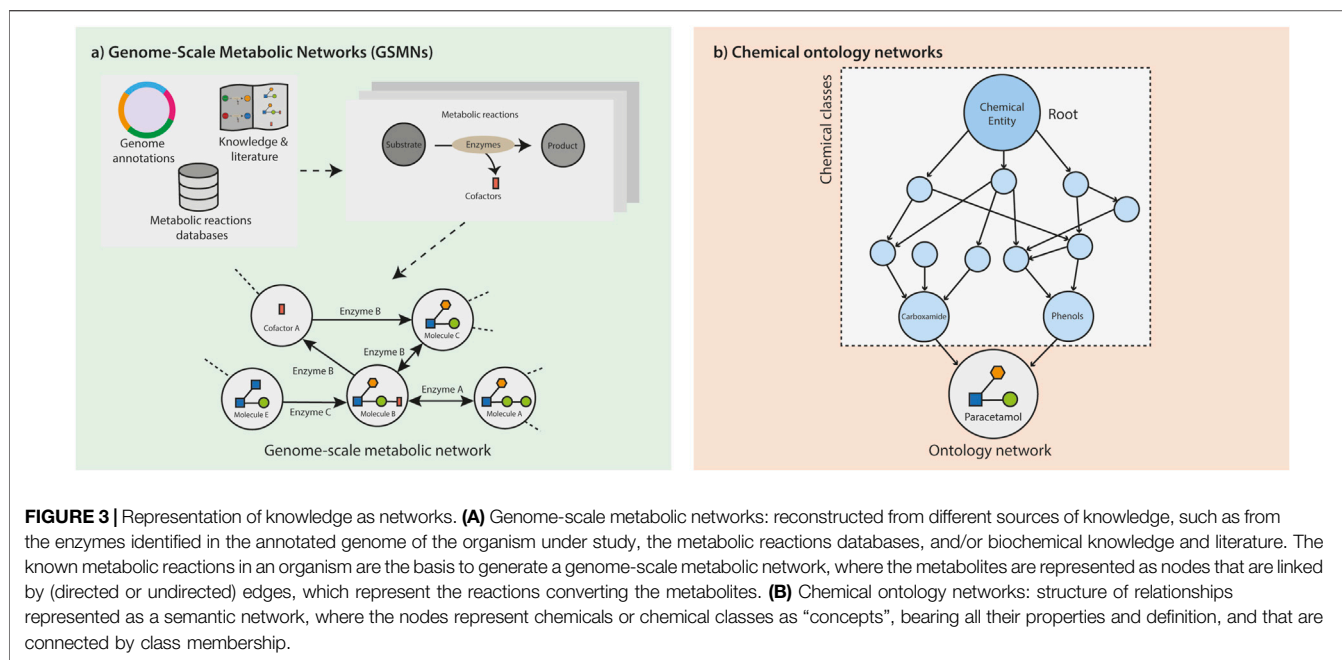 a) Genome-Scale Metabolic Networks (GSMNs)
Genome
annotations
Knowledge &
literature
Metabolic reactions
databases
Metabolic reactions
Substrate
Enzymes
Product
Cofactors
Cofactor A
Enzyme B
Molecule C
Enzyme B
Enzyme B
Molecule E
Enzyme C
Molecule B
Enzyme A
Molecule A
Genome-scale metabolic network
b) Chemical ontology networks
Chemical classes
Chemical
Entity
Root
Carboxamide
Phenols
Paracetamol
Ontology network
FIGURE 3 | Representation of knowledge as networks. (A) Genome-scale metabolic networks: reconstructed from different sources of knowledge, such as from
the enzymes identified in the annotated genome of the organism under study, the metabolic reactions databases, and/or biochemical knowledge and literature. The
known metabolic reactions in an organism are the basis to generate a genome-scale metabolic network, where the metabolites are represented as nodes that are linked
by (directed or undirected) edges, which represent the reactions converting the metabolites. (B) Chemical ontology networks: structure of relationships
represented as a semantic network, where the nodes represent chemicals or chemical classes as “concepts”, bearing all their properties and definition, and that are
connected by class membership.